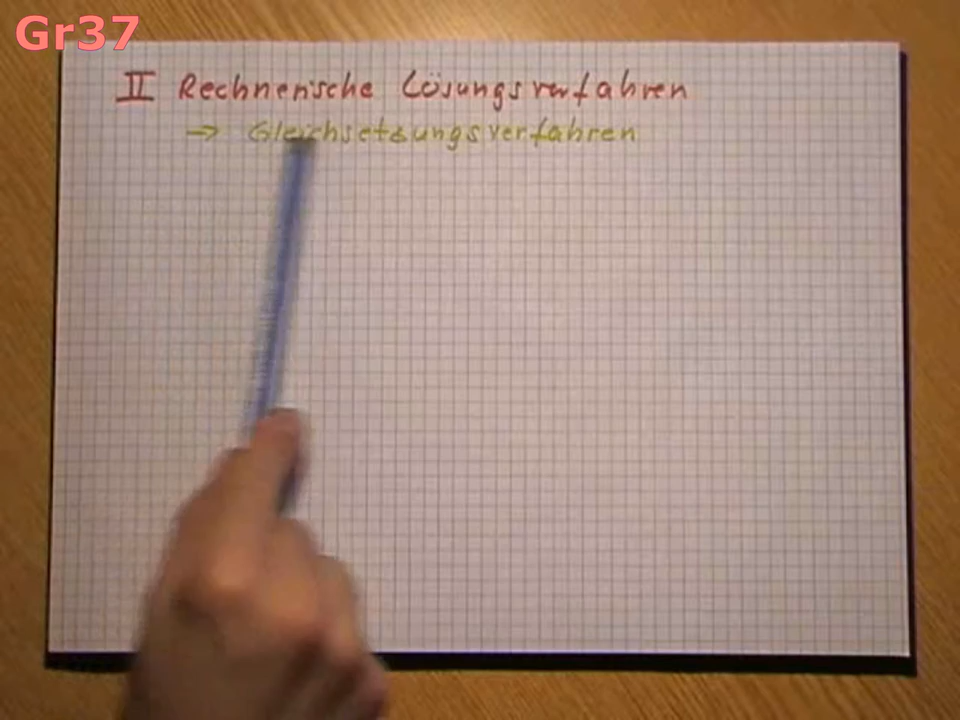 Gr37
II Rechnerische Lösungsverfahren
→ Gleichsetzungsverfahren